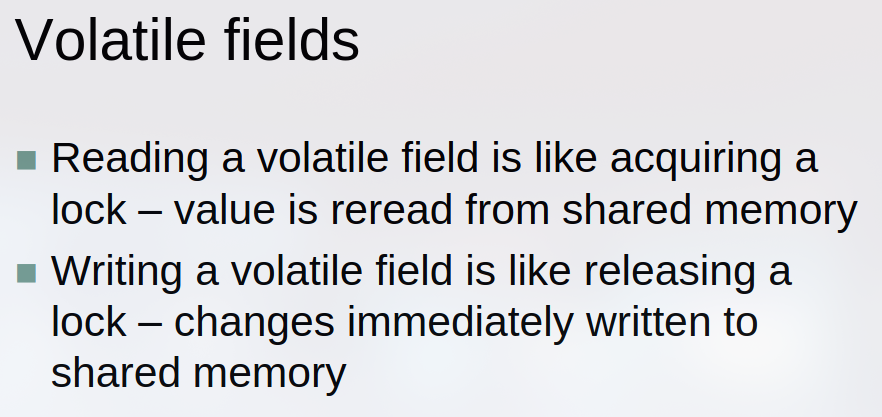 Volatile fields
Reading a volatile field is like acquiring a
lock – value is reread from shared memory
Writing a volatile field is like releasing a
lock – changes immediately written to
shared memory